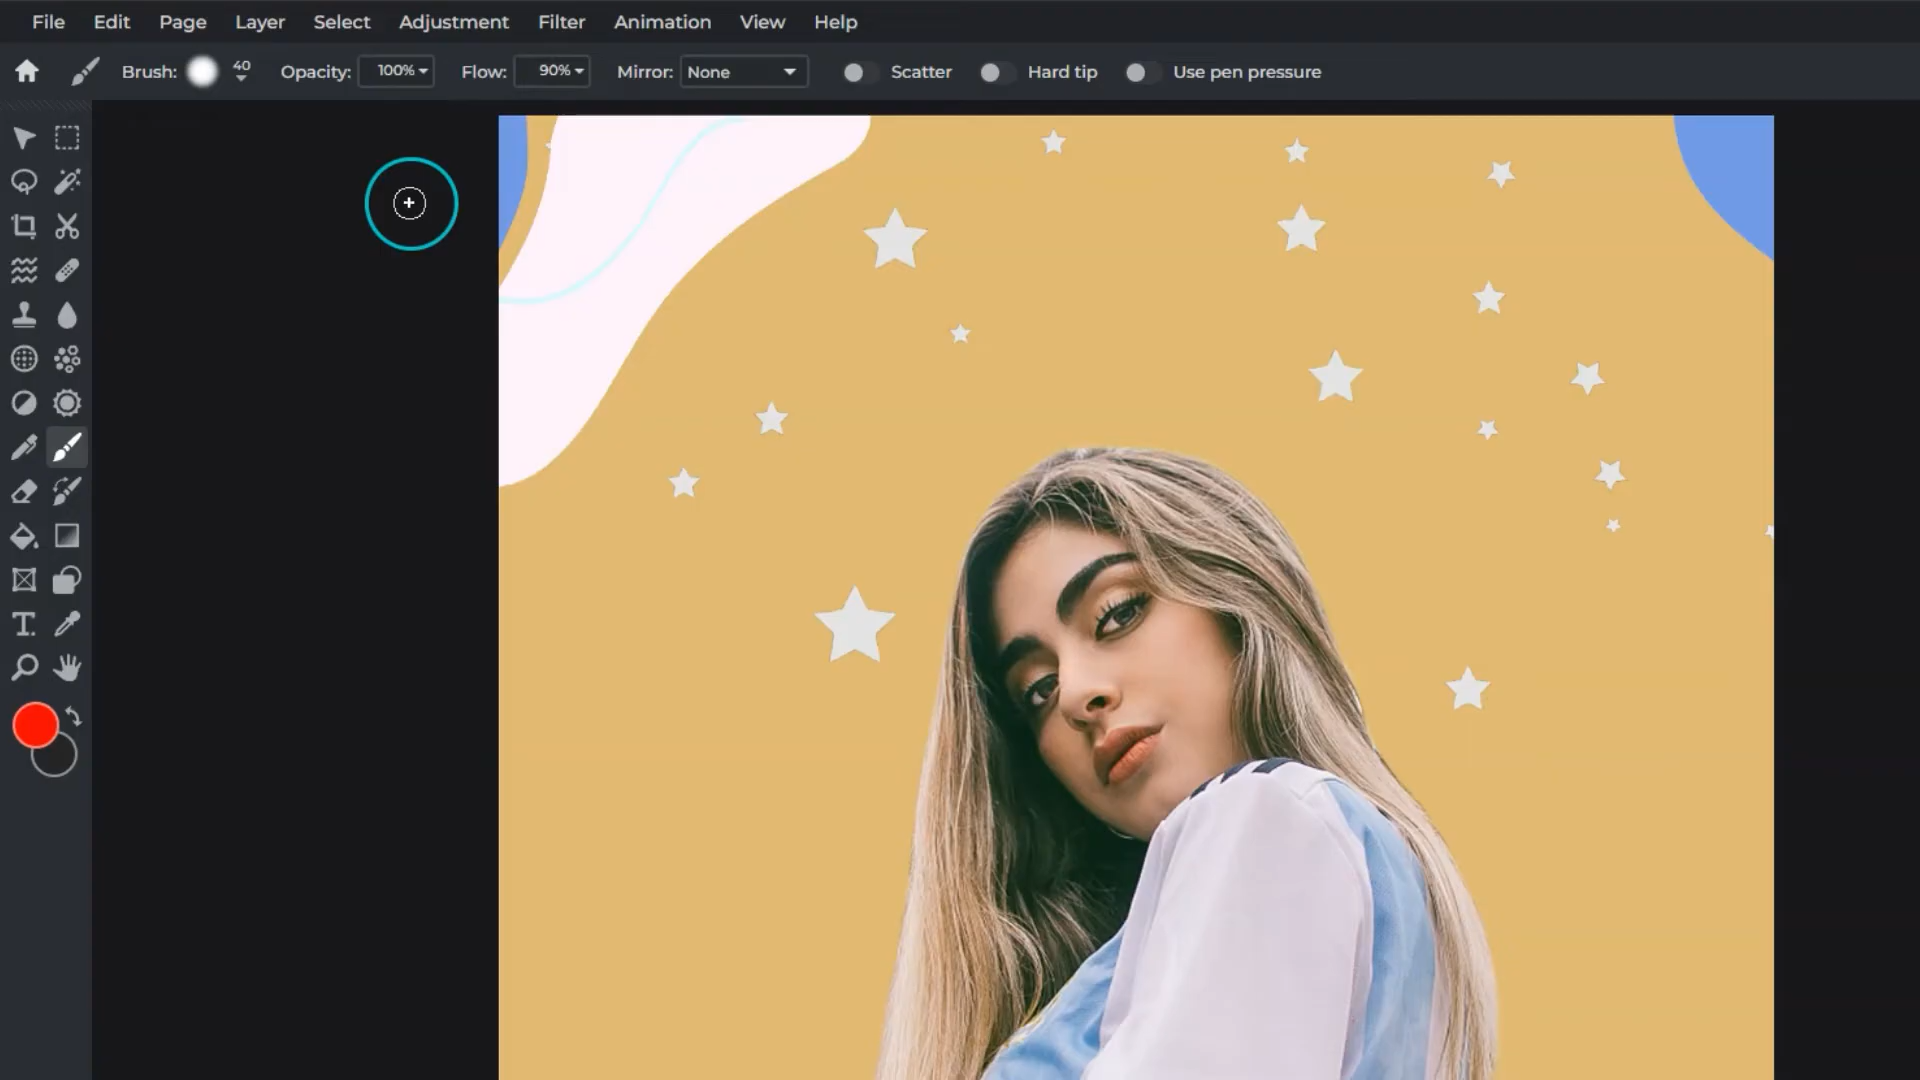 File Edit Page Layer Select Adjustment Filter Animation View Help
Brush: 40 Opacity: 100% Flow: 90% Mirror: None Scatter Hard tip Use pen pressure